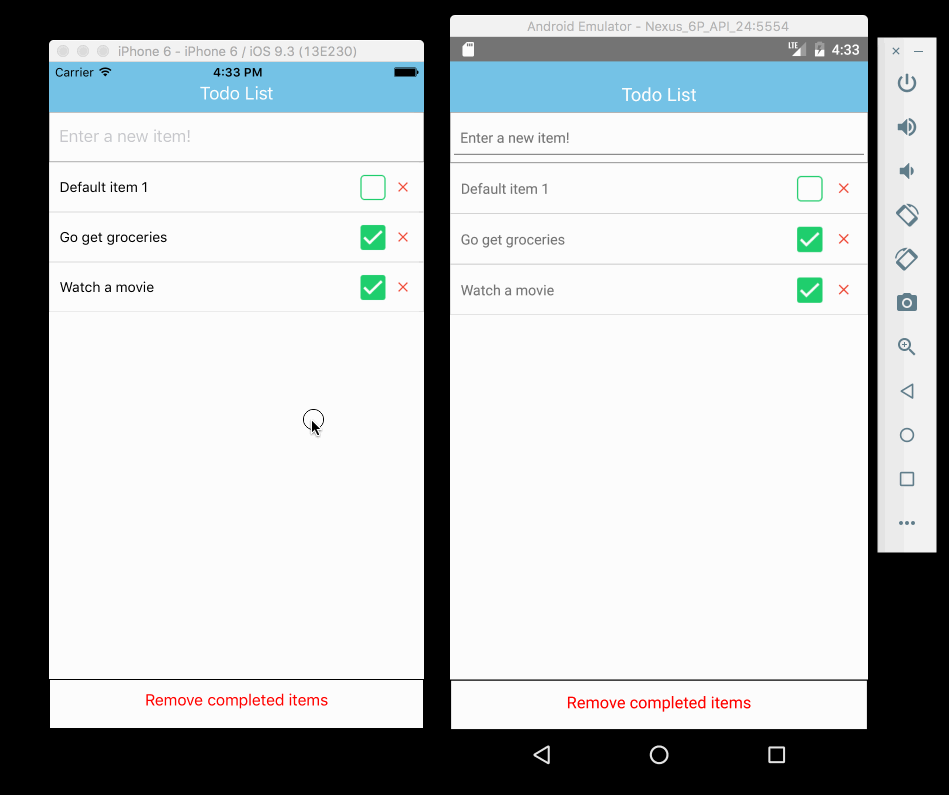 iPhone 6 - iPhone 6 / iOS 9.3 (13E230)
Carrier
4:33 PM
Todo List
Enter a new item!
Default item 1
Go get groceries
Watch a movie
Remove completed items
Android Emulator - Nexus_6P_API_24:5554
LTE
4:33
Todo List
Enter a new item!
Default item 1
Go get groceries
Watch a movie
Remove completed items